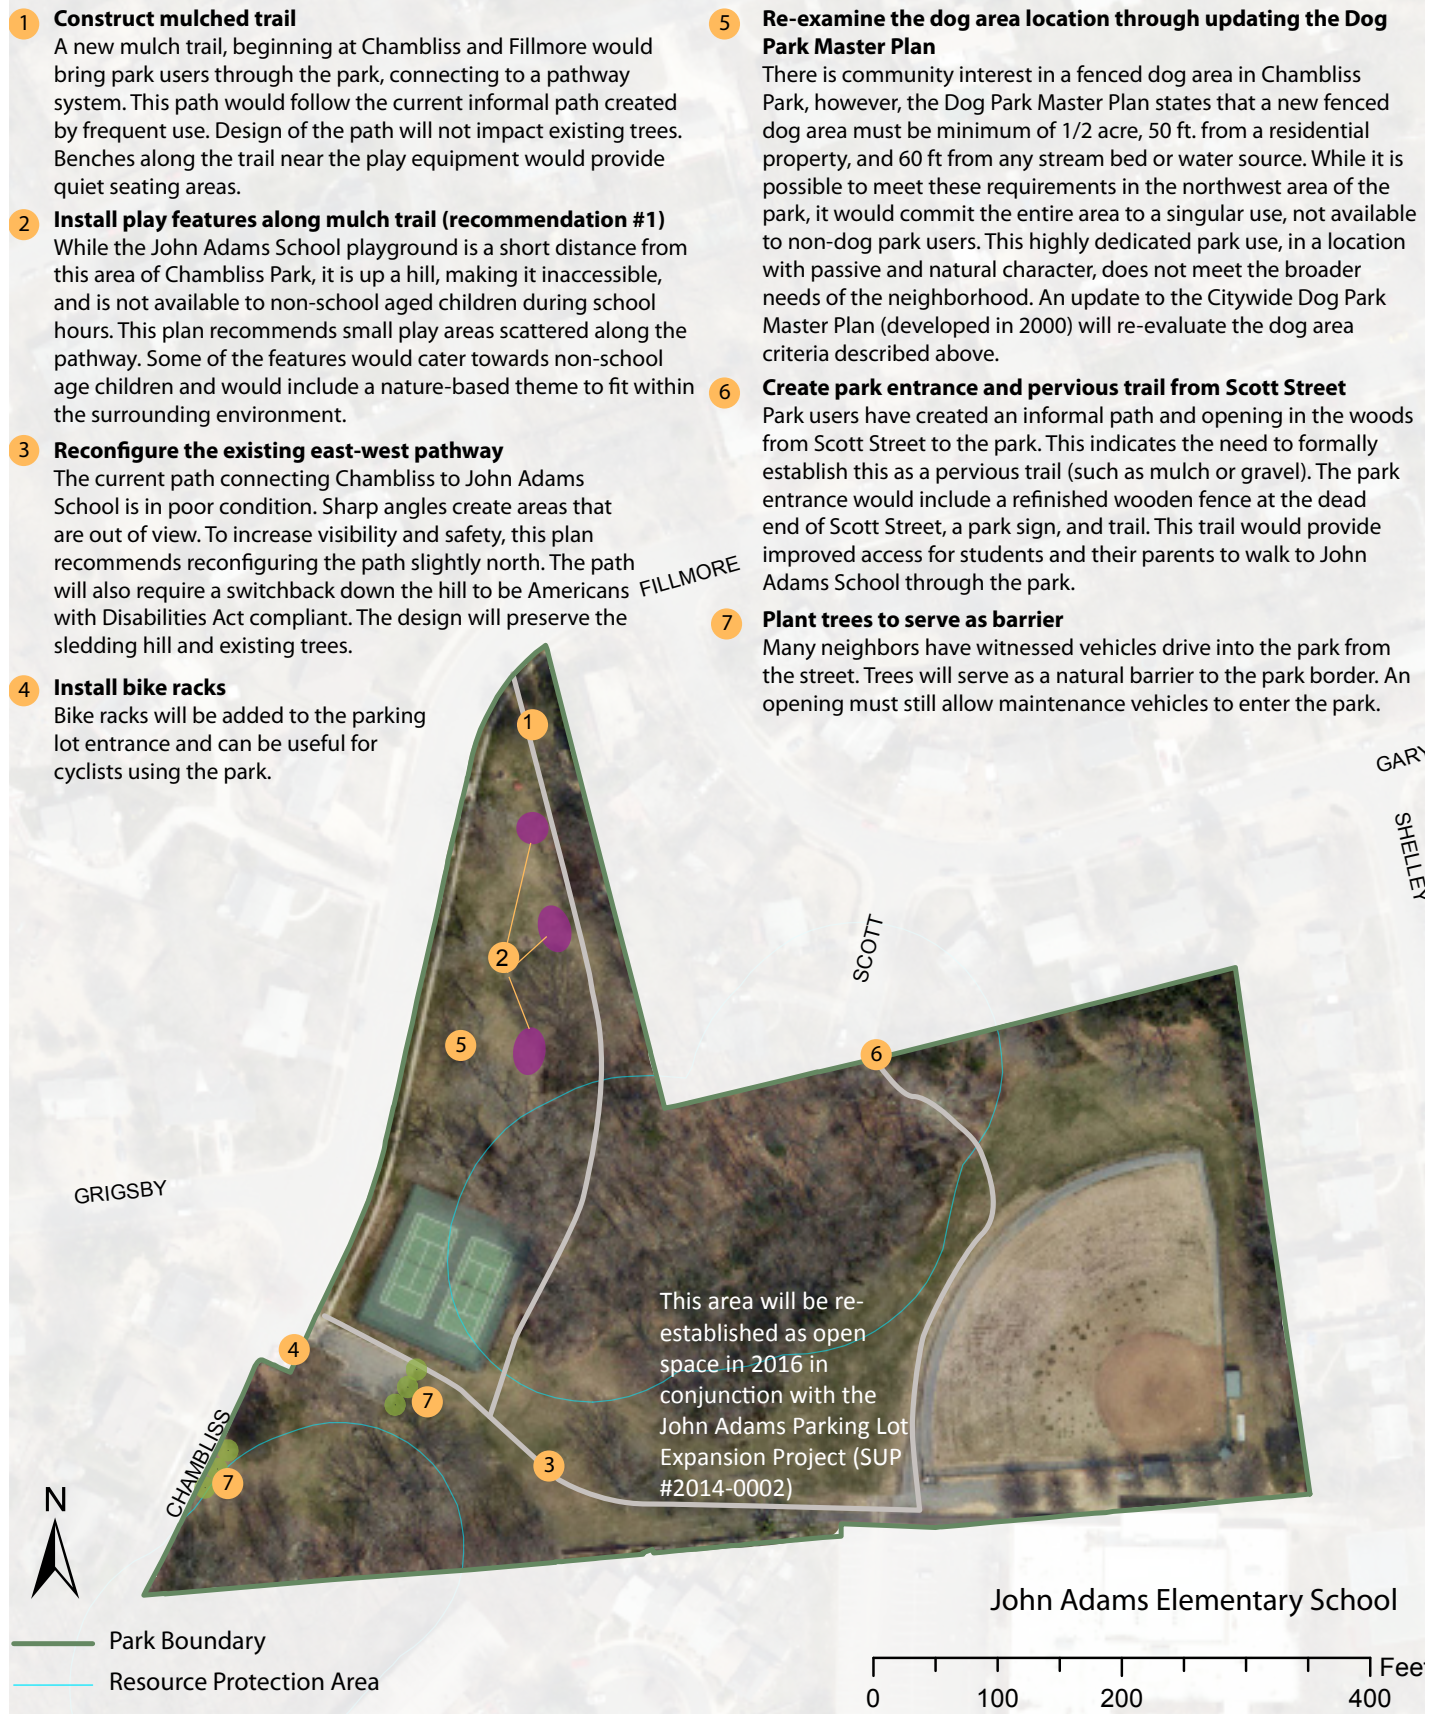 1 Construct mulched trail
A new mulch trail, beginning at Chambliss and Fillmore would
bring park users through the park, connecting to a pathway
system. This path would follow the current informal path created
by frequent use. Design of the path will not impact existing trees.
Benches along the trail near the play equipment would provide
quiet seating areas.
2 Install play features along mulch trail (recommendation #1)
While the John Adams School playground is a short distance from
this area of Chambliss Park, it is up a hill, making it inaccessible,
and is not available to non-school aged children during school
hours. This plan recommends small play areas scattered along the
pathway. Some of the features would cater towards non-school
age children and would include a nature-based theme to fit within
the surrounding environment.
3 Reconfigure the existing east-west pathway
The current path connecting Chambliss to John Adams
School is in poor condition. Sharp angles create areas that
are out of view. To increase visibility and safety, this plan
recommends reconfiguring the path slightly north. The path
will also require a switchback down the hill to be Americans
with Disabilities Act compliant. The design will preserve the
sledding hill and existing trees.
4 Install bike racks
Bike racks will be added to the parking
lot entrance and can be useful for
cyclists using the park.
5 Re-examine the dog area location through updating the Dog
Park Master Plan
There is community interest in a fenced dog area in Chambliss
Park, however, the Dog Park Master Plan states that a new fenced
dog area must be minimum of 1/2 acre, 50 ft. from a residential
property, and 60 ft from any stream bed or water source. While it is
possible to meet these requirements in the northwest area of the
park, it would commit the entire area to a singular use, not available
to non-dog park users. This highly dedicated park use, in a location
with passive and natural character, does not meet the broader
needs of the neighborhood. An update to the Citywide Dog Park
Master Plan (developed in 2000) will re-evaluate the dog area
criteria described above.
6 Create park entrance and pervious trail from Scott Street
Park users have created an informal path and opening in the woods
from Scott Street to the park. This indicates the need to formally
establish this as a pervious trail (such as mulch or gravel). The park
entrance would include a refinished wooden fence at the dead
end of Scott Street, a park sign, and trail. This trail would provide
improved access for students and their parents to walk to John
Adams School through the park.
7 Plant trees to serve as barrier
Many neighbors have witnessed vehicles drive into the park from
the street. Trees will serve as a natural barrier to the park border. An
opening must still allow maintenance vehicles to enter the park.
FILLMORE
1
GARY
SHELLEY
2
SCOTT
5
6
GRIGSBY
This area will be re-
established as open
space in 2016 in
conjunction with the
John Adams Parking Lot
Expansion Project (SUP
#2014-0002)
4
7
3
CHAMBLISS
7
N
John Adams Elementary School
Park Boundary
Resource Protection Area
Fee
0 100 200 400